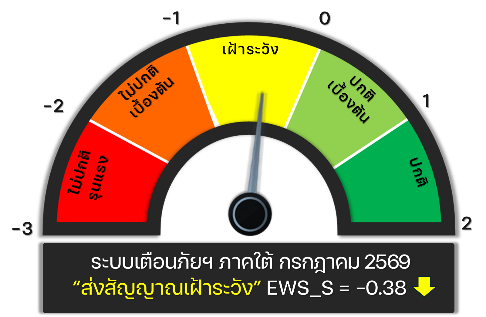 -1
0
เฝ้าระวัง
ไม่ปกติ
เบื้องต้น
ปกติ
เบื้องต้น
-2
1
ไม่ปกติ
รุนแรง
ปกติ
-3
2
ระบบเตือนภัยฯ ภาคใต้ กรกฎาคม 2569
“ส่งสัญญาณเฝ้าระวัง” EWS_S = -0.38